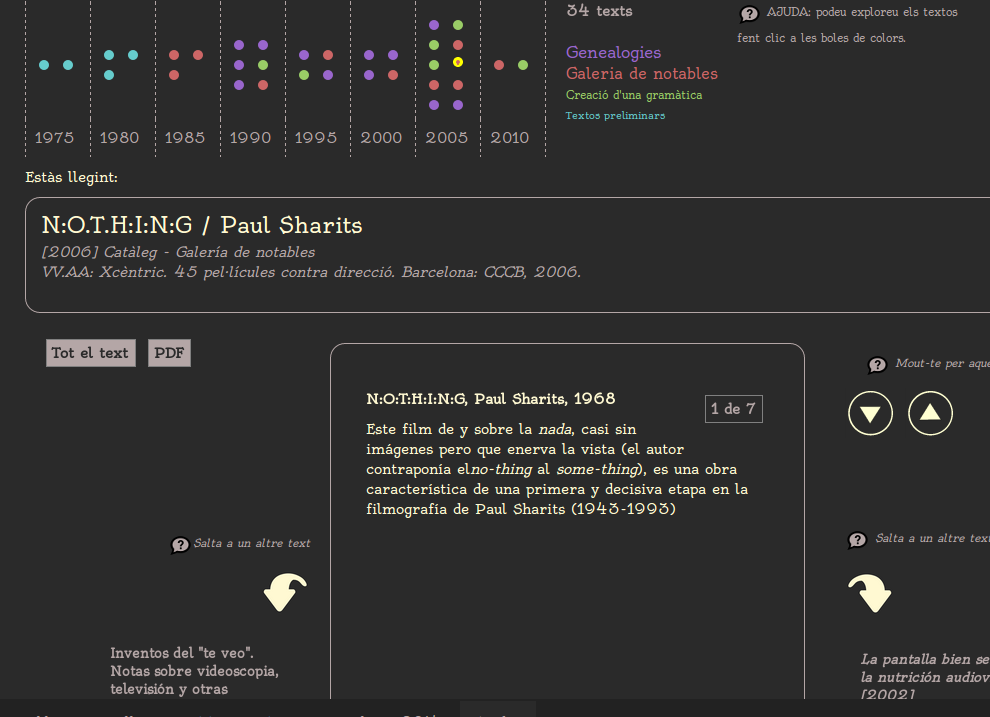 34 texts
AJUDA: podeu exploreu els textos
fent clic a les boles de colors.
Genealogies
Galeria de notables
Creació d'una gramàtica
Textos preliminars
1975 1980 1985 1990 1995 2000 2005 2010
Estàs llegint:
N:O:T:H:I:N:G / Paul Sharits
[2006] Catàleg - Galería de notables
VV.AA: Xcèntric. 45 pel·lícules contra direcció. Barcelona: CCCB, 2006.
Tot el text PDF
Mout-te per aque
N:O:T:H:I:N:G, Paul Sharits, 1968
1 de 7
Este film de y sobre la nada, casi sin
imágenes pero que enerva la vista (el autor
contraponía elno-thing al some-thing), es una obra
característica de una primera y decisiva etapa en la
filmografía de Paul Sharits (1943-1993)
Salta a un altre text
Salta a un altre text
Inventos del "te veo".
Notas sobre videoscopia,
televisión y otras
La pantalla bien se
la nutrición audiov
[2002]